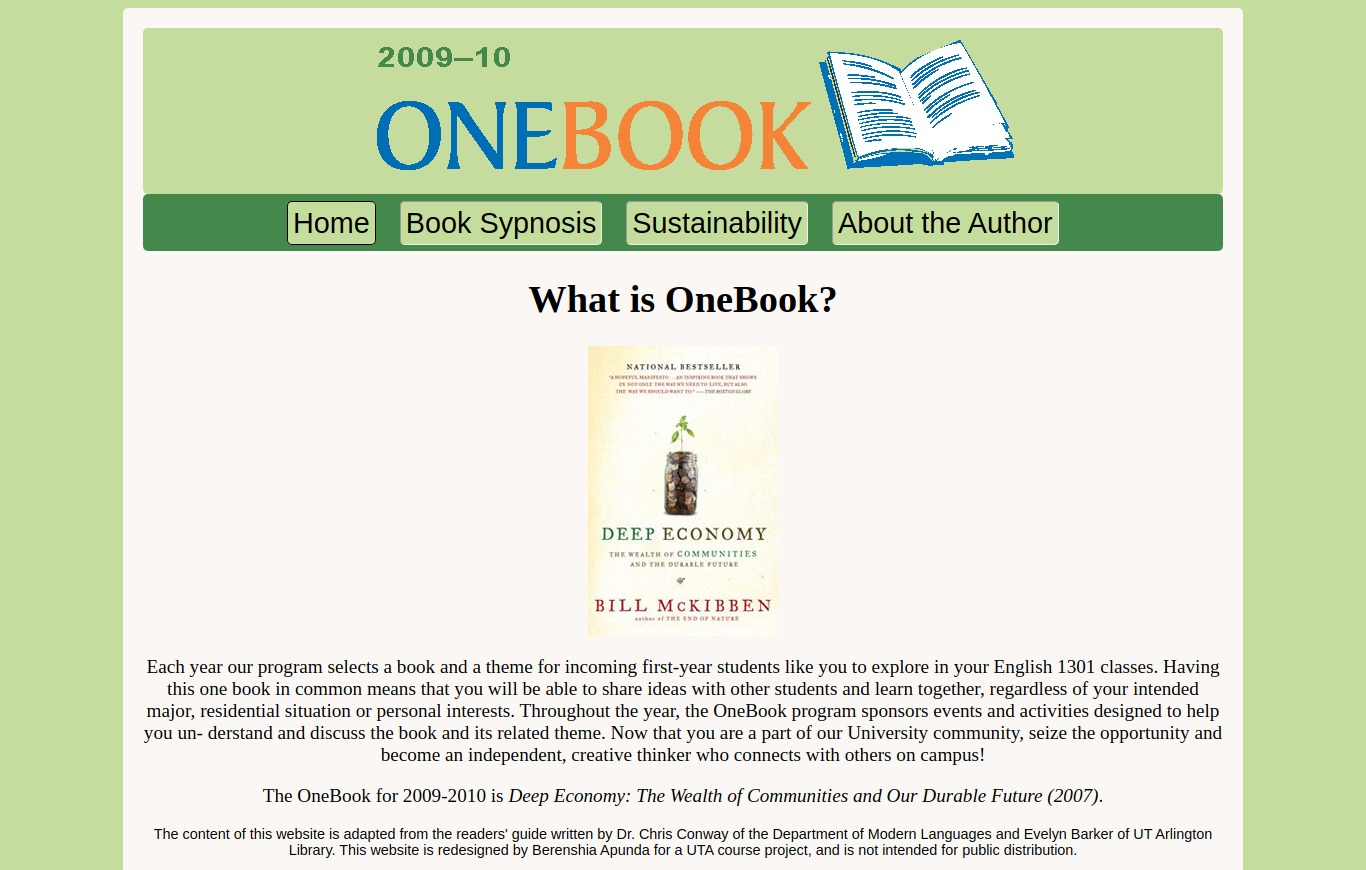 2009–10
ONEBOOK
Home Book Sypnosis Sustainability About the Author
What is OneBook?
NATIONAL BESTSELLER
"A HOPEFUL MANIFESTO . . . AN INSPIRING BOOK THAT SHOWS
US NOT ONLY THE WAY WE NEED TO LIVE, BUT ALSO
THE WAY WE SHOULD WANT TO." —THE BOSTON GLOBE
DEEP ECONOMY
THE WEALTH OF COMMUNITIES
AND THE DURABLE FUTURE
BILL McKIBBEN
author of THE END OF NATURE
Each year our program selects a book and a theme for incoming first-year students like you to explore in your English 1301 classes. Having
this one book in common means that you will be able to share ideas with other students and learn together, regardless of your intended
major, residential situation or personal interests. Throughout the year, the OneBook program sponsors events and activities designed to help
you un- derstand and discuss the book and its related theme. Now that you are a part of our University community, seize the opportunity and
become an independent, creative thinker who connects with others on campus!
The OneBook for 2009-2010 is Deep Economy: The Wealth of Communities and Our Durable Future (2007).
The content of this website is adapted from the readers' guide written by Dr. Chris Conway of the Department of Modern Languages and Evelyn Barker of UT Arlington
Library. This website is redesigned by Berenshia Apunda for a UTA course project, and is not intended for public distribution.